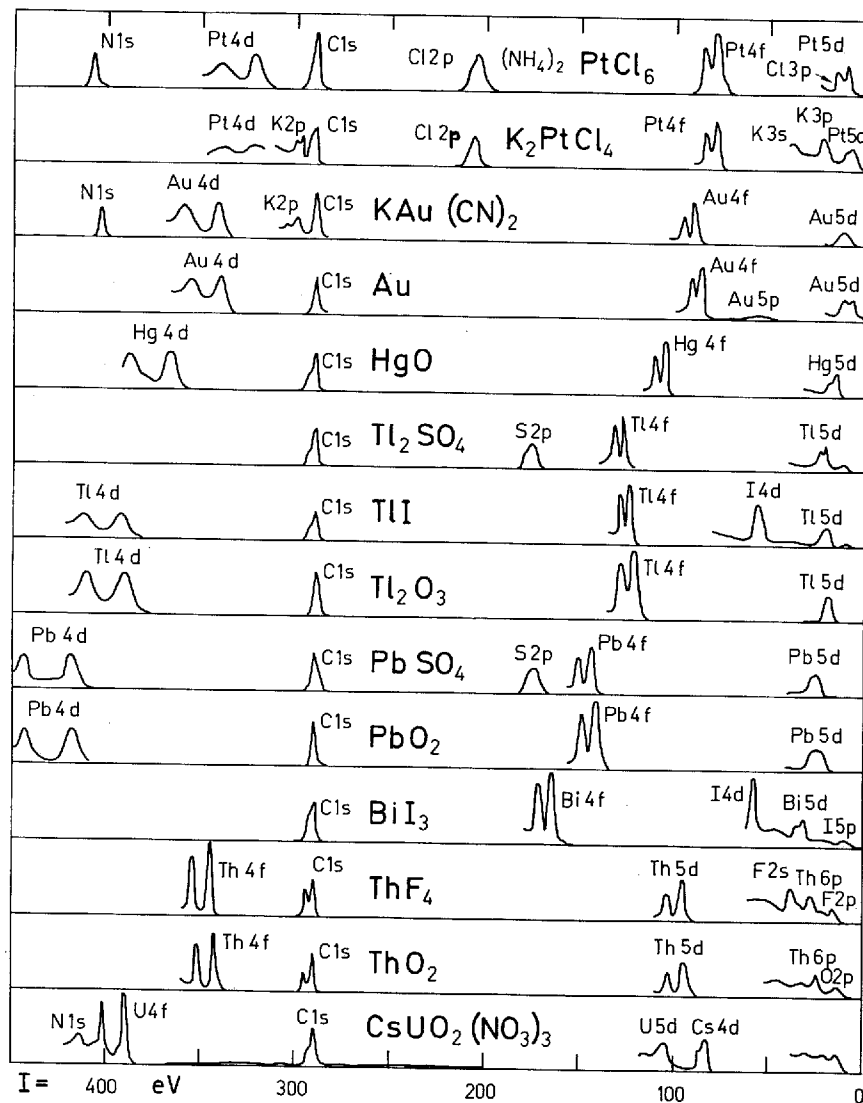 N1s Pt4d C1s Cl2p (NH4)2 PtCl6 Pt4f Cl3p Pt5d
Pt4d K2p C1s Cl2p K2PtCl4 Pt4f K3s K3p Pt5d
N1s Au4d K2p C1s KAu(CN)2 Au4f Au5d
Au4d C1s Au Au4f Au5p Au5d
Hg4d C1s HgO Hg4f Hg5d
C1s Tl2SO4 S2p Tl4f Tl5d
Tl4d C1s TlI Tl4f I4d Tl5d
Tl4d C1s Tl2O3 Tl4f Tl5d
Pb4d C1s PbSO4 S2p Pb4f Pb5d
Pb4d C1s PbO2 Pb4f Pb5d
C1s BiI3 Bi4f I4d Bi5d I5p
Th4f C1s ThF4 Th5d F2s Th6p F2p
Th4f C1s ThO2 Th5d Th6p O2p
N1s U4f C1s CsUO2(NO3)3 U5d Cs4d
I= 400 eV 300 200 100 0